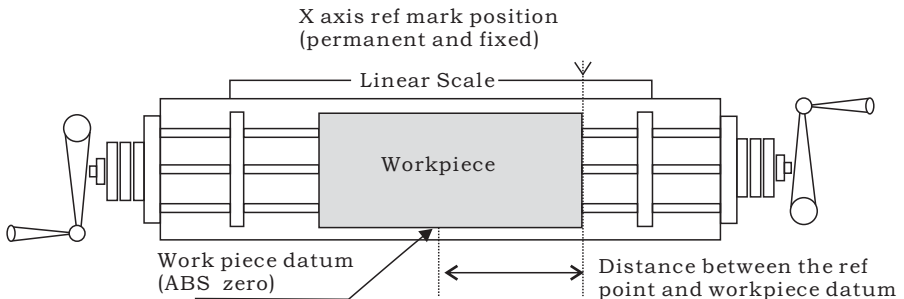 X axis ref mark position
(permanent and fixed)
Linear Scale
Workpiece
Work piece datum
(ABS zero)
Distance between the ref
point and workpiece datum